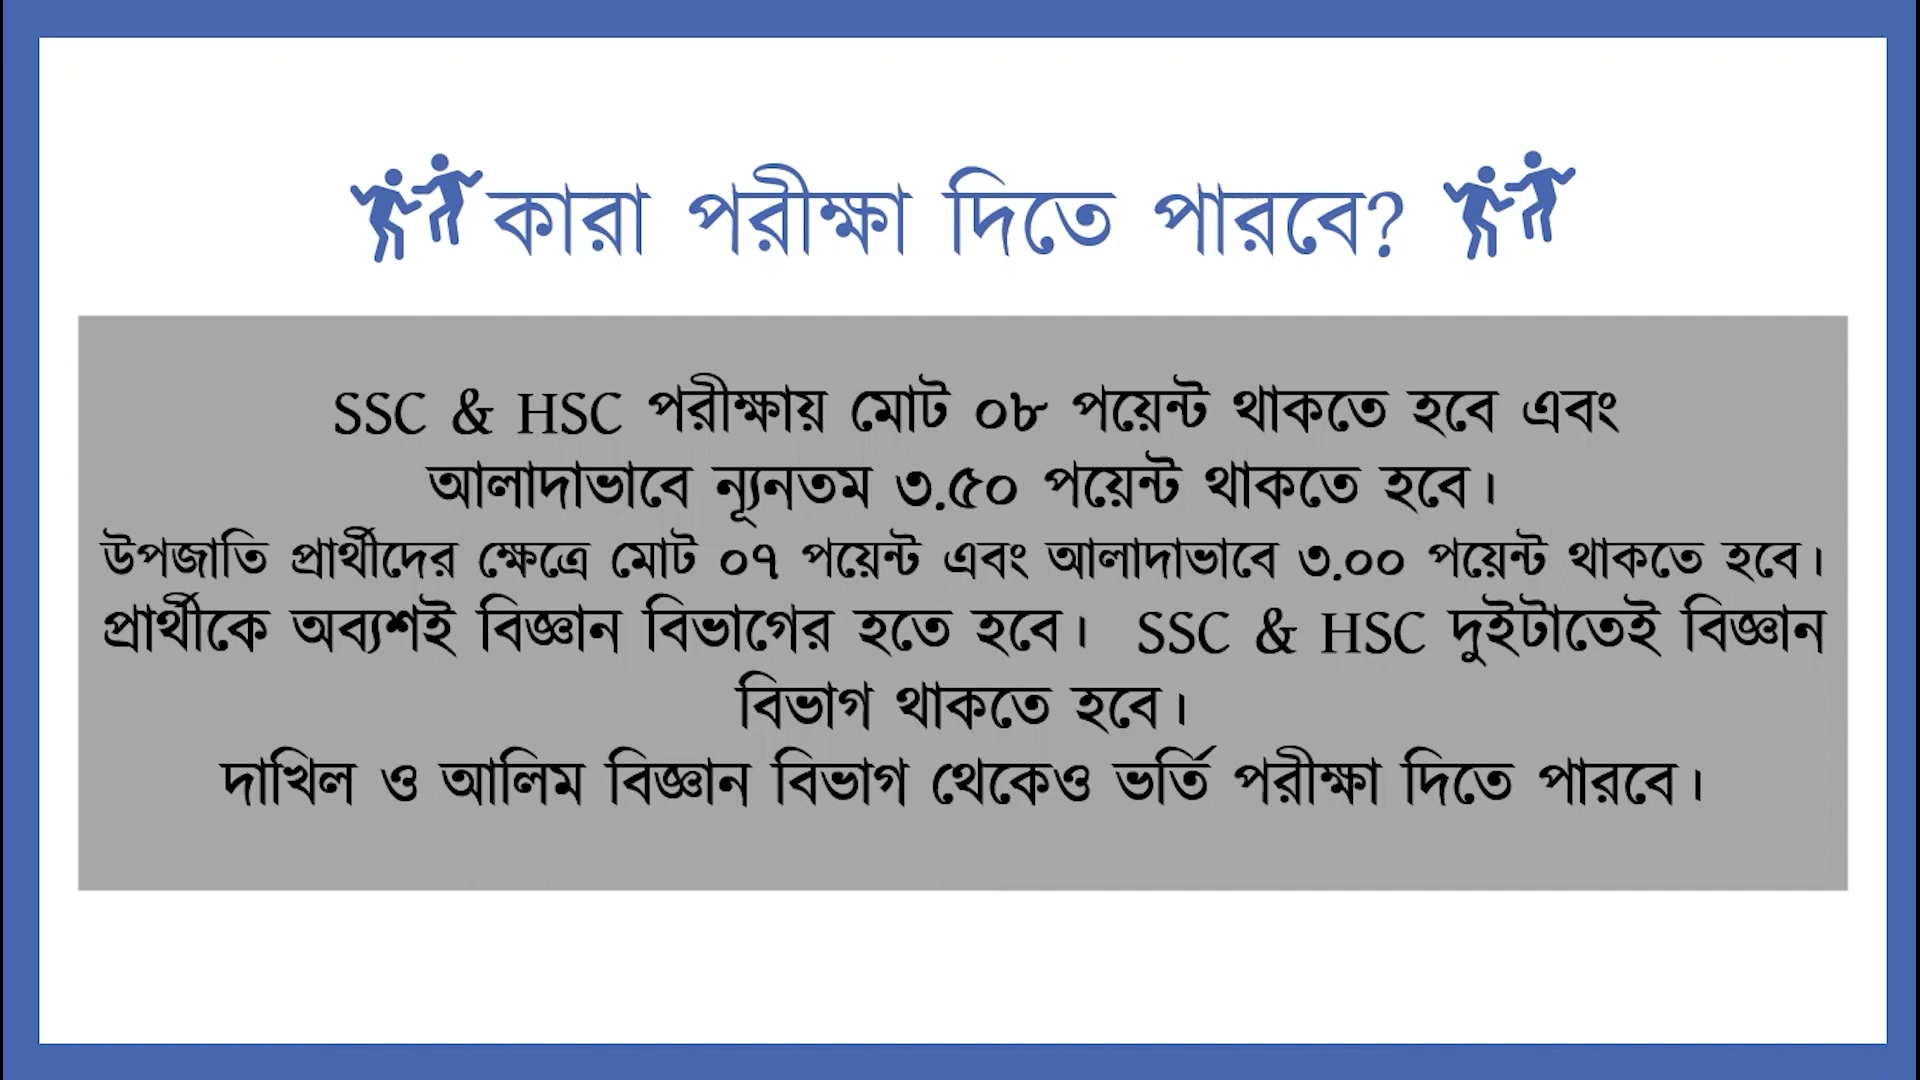 কারা পরীক্ষা দিতে পারবে?
SSC & HSC পরীক্ষায় মোট ০৮ পয়েন্ট থাকতে হবে এবং
আলাদাভাবে ন্যূনতম ৩.৫০ পয়েন্ট থাকতে হবে।
উপজাতি প্রার্থীদের ক্ষেত্রে মোট ০৭ পয়েন্ট এবং আলাদাভাবে ৩.০০ পয়েন্ট থাকতে হবে।
প্রার্থীকে অব্যশই বিজ্ঞান বিভাগের হতে হবে। SSC & HSC দুইটাতেই বিজ্ঞান
বিভাগ থাকতে হবে।
দাখিল ও আলিম বিজ্ঞান বিভাগ থেকেও ভর্তি পরীক্ষা দিতে পারবে।